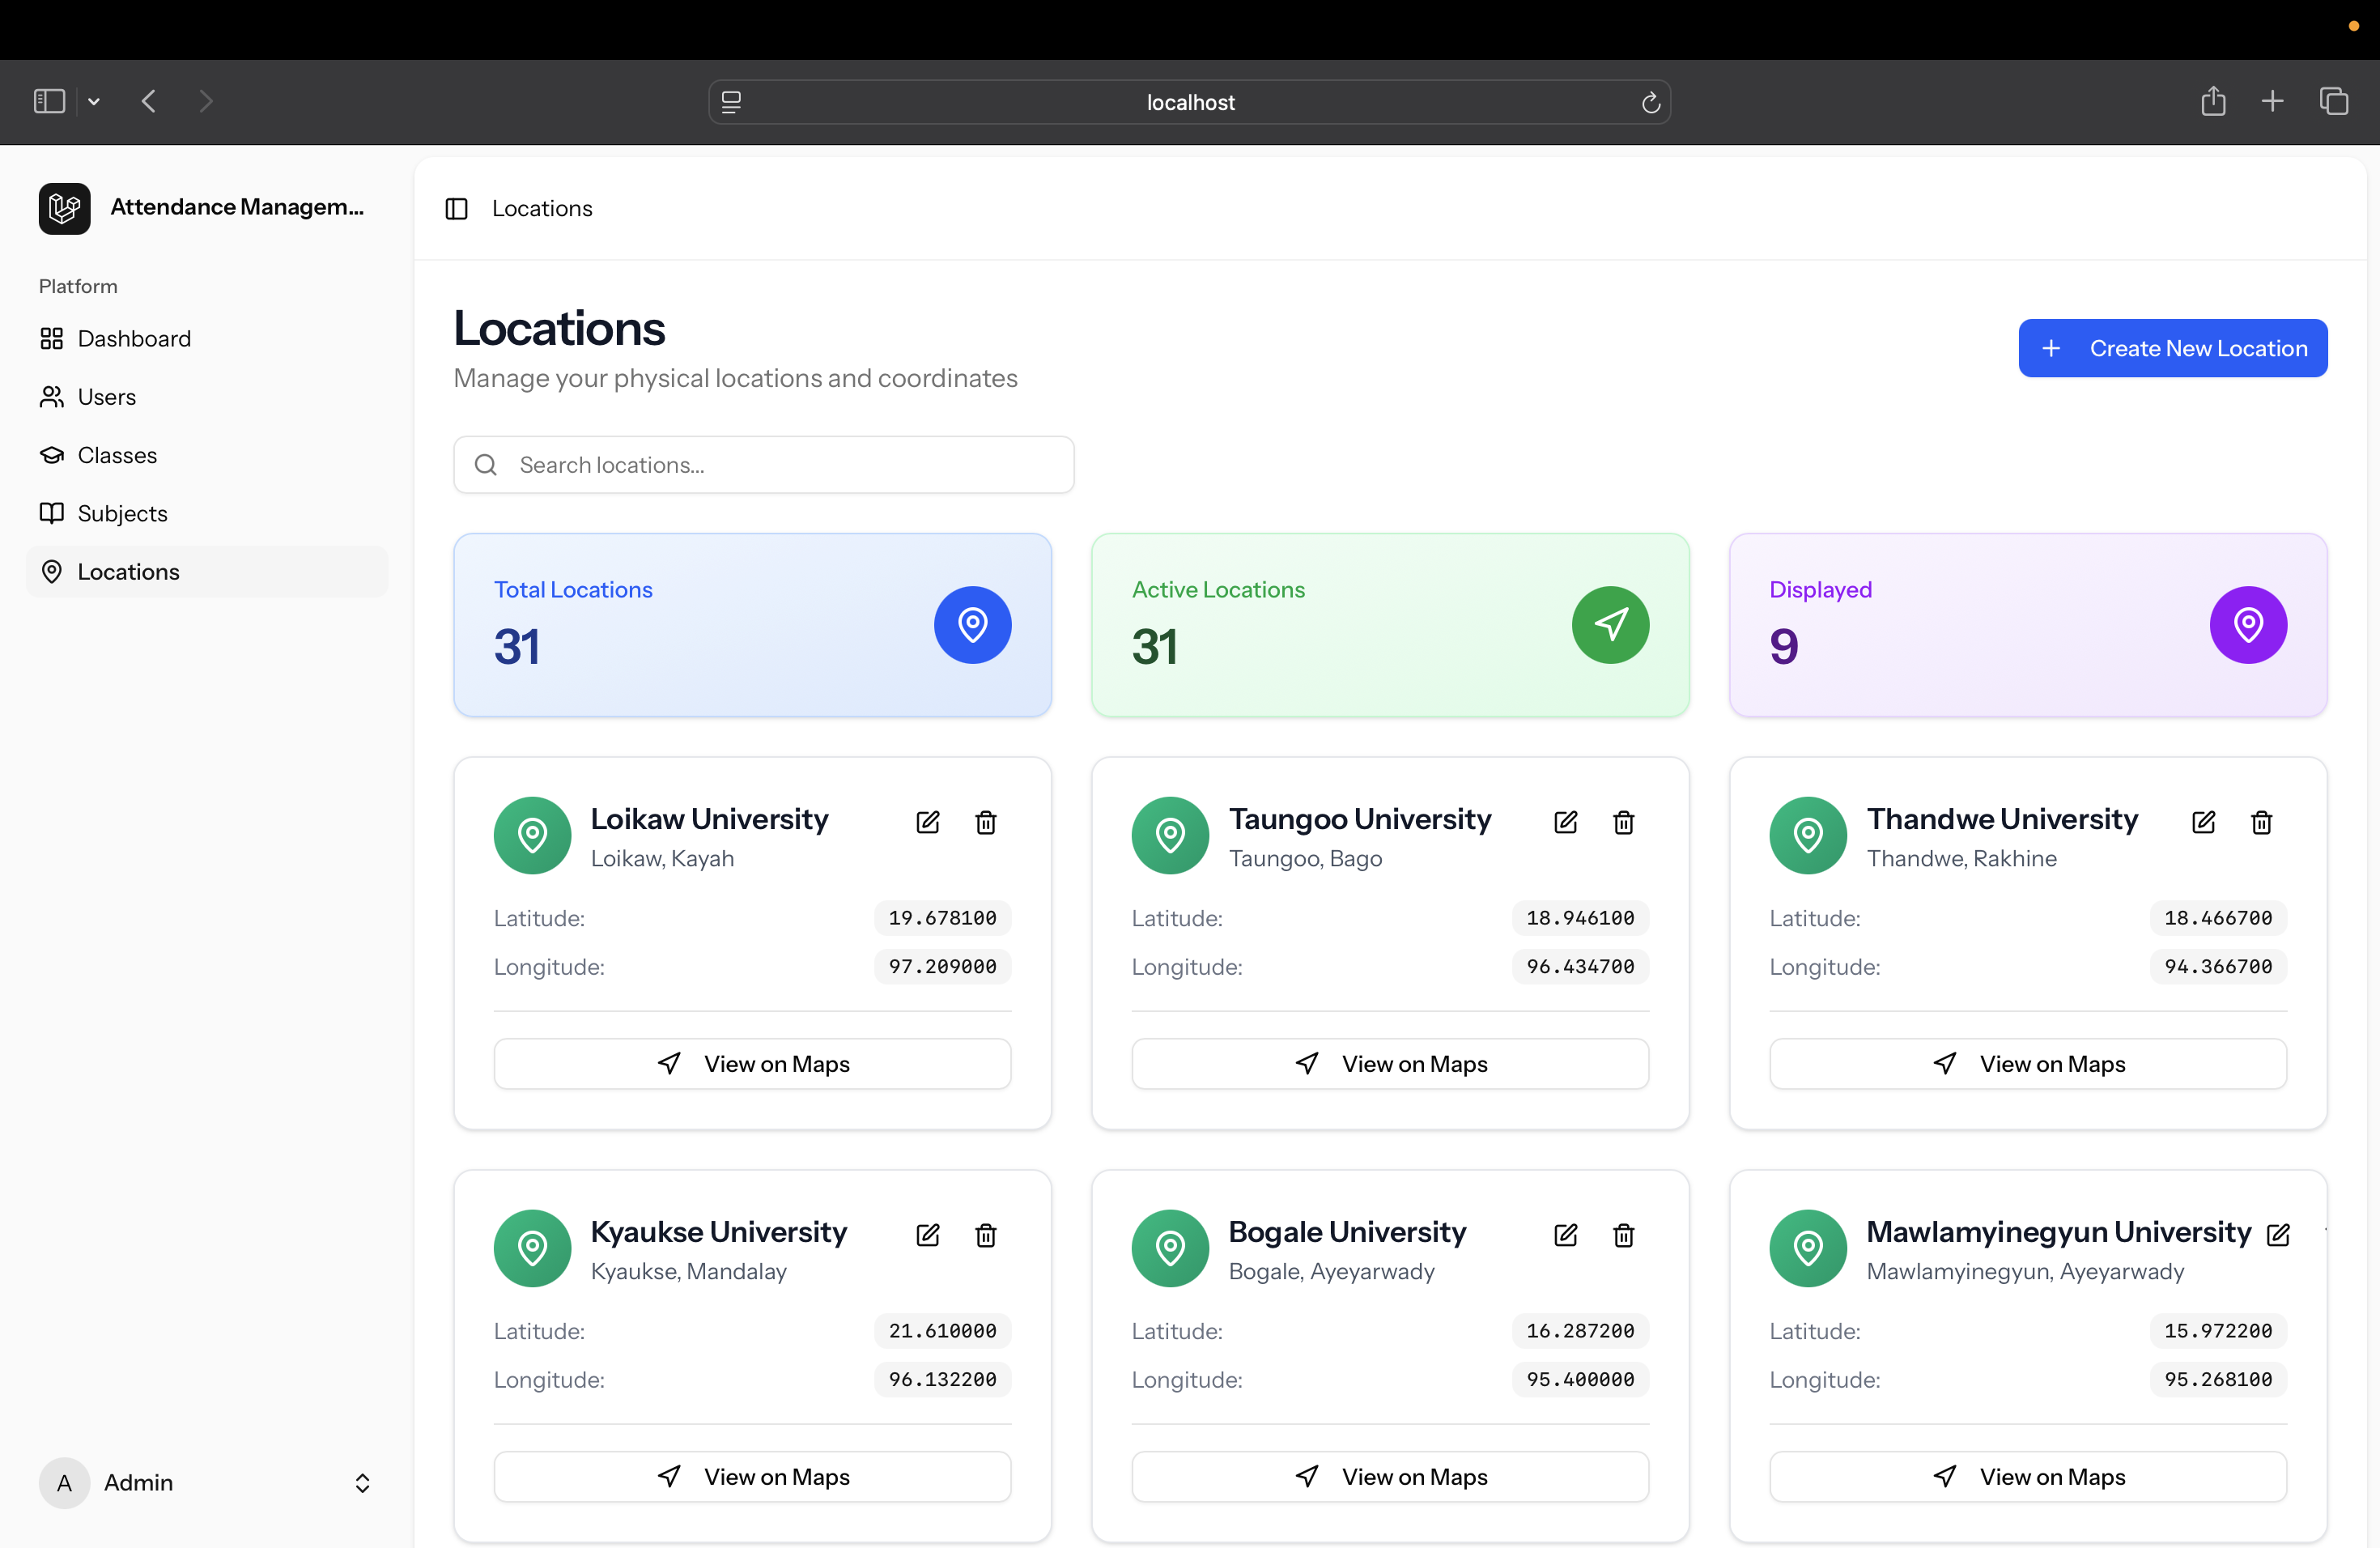 localhost
Attendance Managem...
Platform
Dashboard
Users
Classes
Subjects
Locations
A Admin
Locations
Locations
Manage your physical locations and coordinates
Create New Location
Search locations...
Total Locations
31
Active Locations
31
Displayed
9
Loikaw University
Loikaw, Kayah
Latitude: 19.678100
Longitude: 97.209000
View on Maps
Taungoo University
Taungoo, Bago
Latitude: 18.946100
Longitude: 96.434700
View on Maps
Thandwe University
Thandwe, Rakhine
Latitude: 18.466700
Longitude: 94.366700
View on Maps
Kyaukse University
Kyaukse, Mandalay
Latitude: 21.610000
Longitude: 96.132200
View on Maps
Bogale University
Bogale, Ayeyarwady
Latitude: 16.287200
Longitude: 95.400000
View on Maps
Mawlamyinegyun University
Mawlamyinegyun, Ayeyarwady
Latitude: 15.972200
Longitude: 95.268100
View on Maps